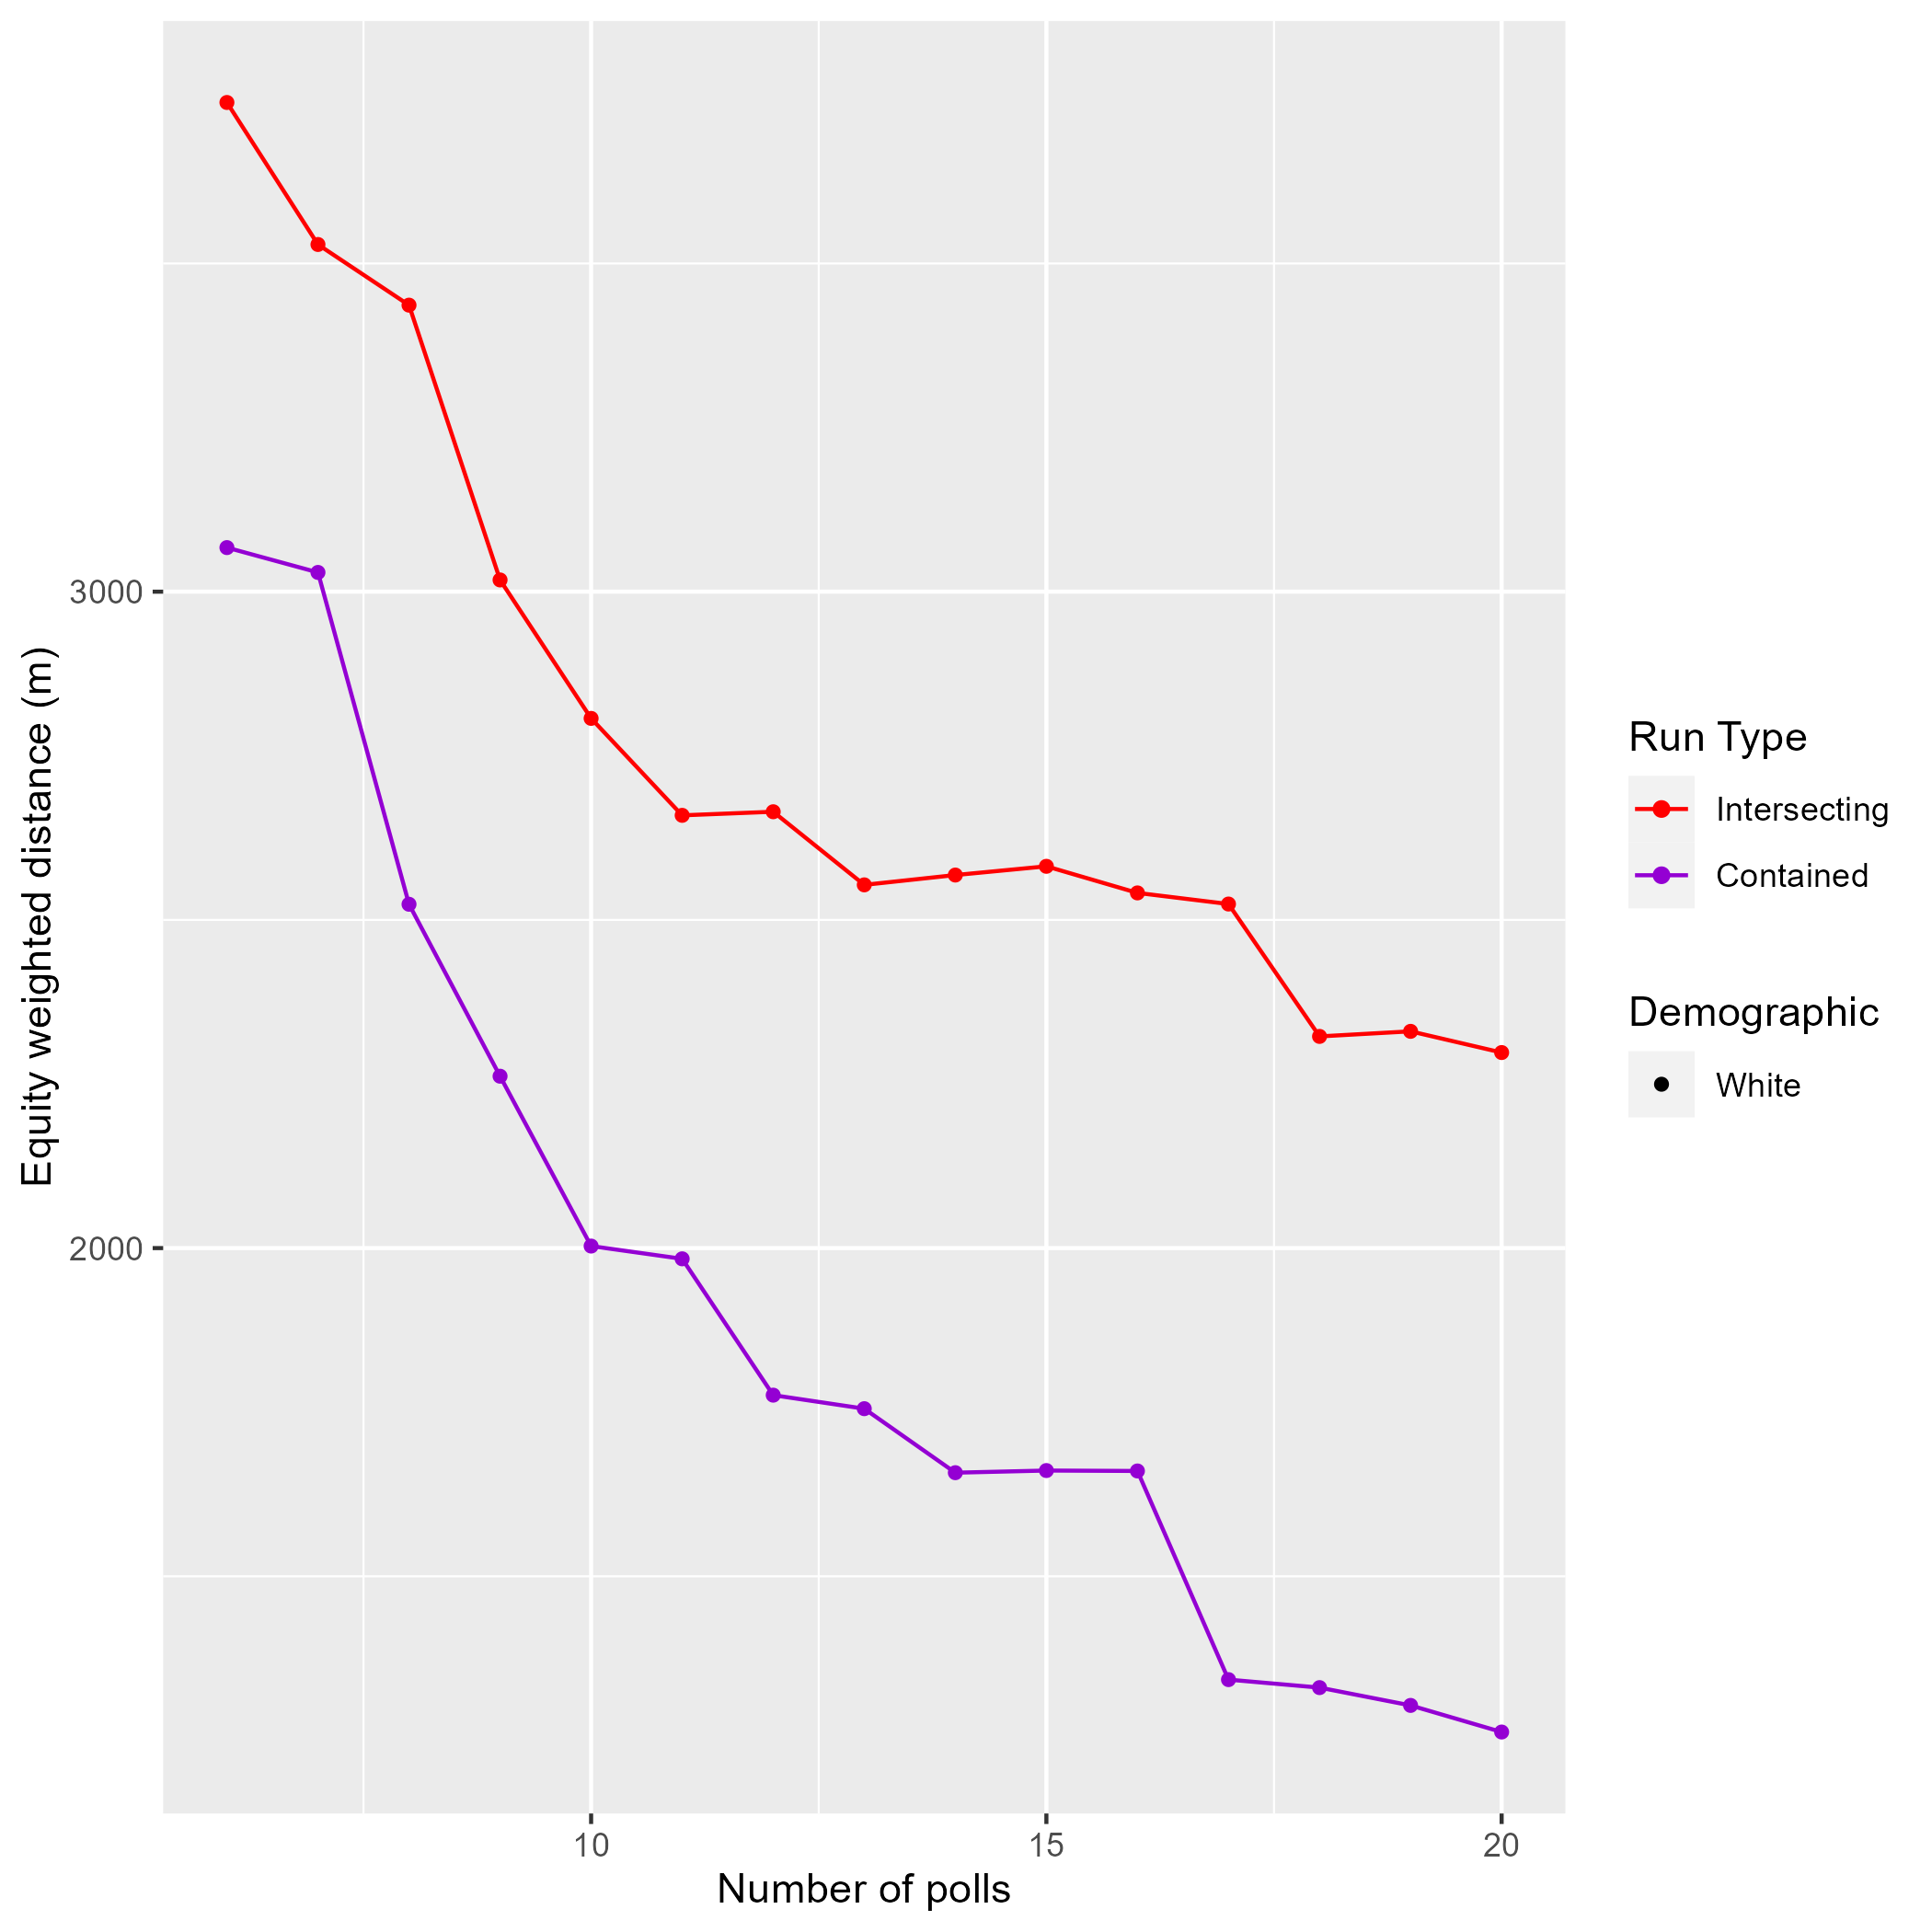 Equity weighted distance (m)
3000
2000
10
15
20
Number of polls
Run Type
Intersecting
Contained
Demographic
White